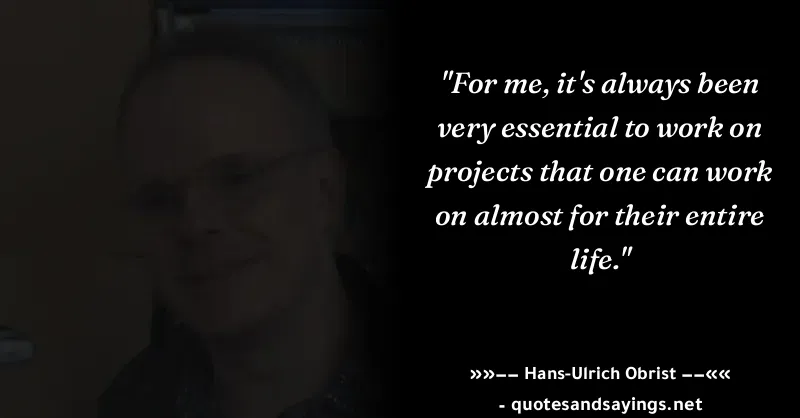 "For me, it's always been
very essential to work on
projects that one can work
on almost for their entire
life."
»»−− Hans-Ulrich Obrist −−««
- quotesandsayings.net